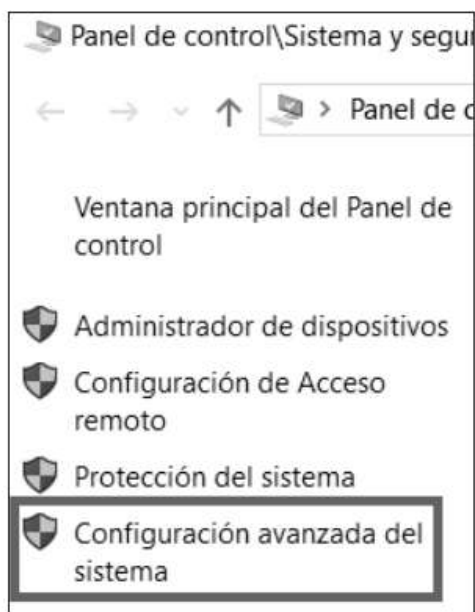 Panel de control\Sistema y segu
Panel de
Ventana principal del Panel de
control
Administrador de dispositivos
Configuración de Acceso
remoto
Protección del sistema
Configuración avanzada del
sistema